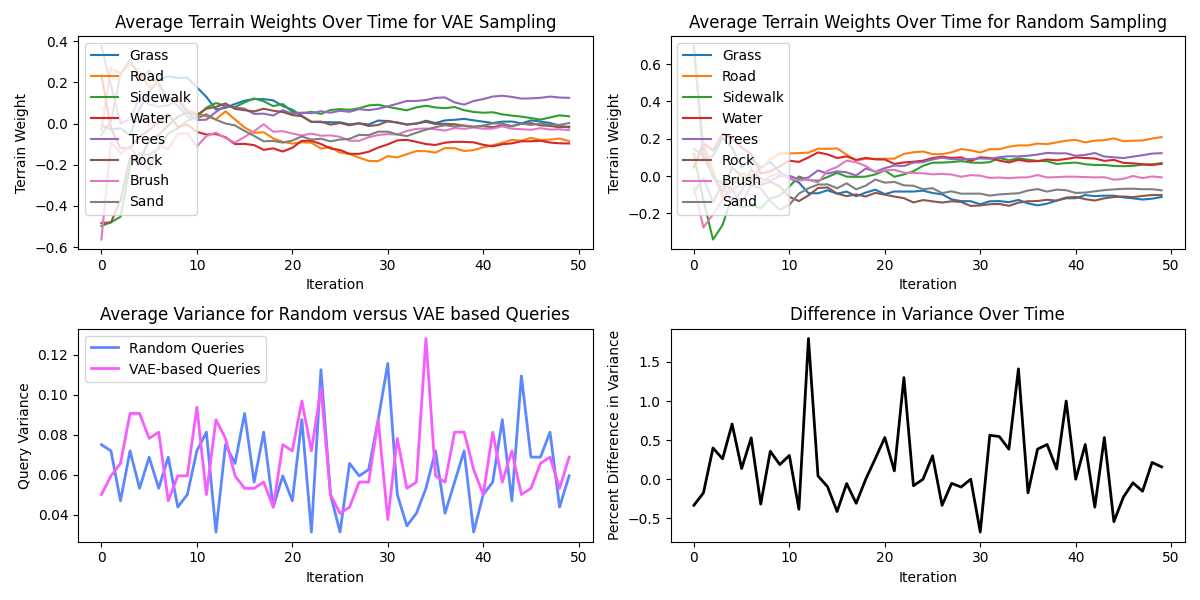 Average Terrain Weights Over Time for VAE Sampling
Terrain Weight
0.4
0.2
0.0
−0.2
−0.4
−0.6
Grass
Road
Sidewalk
Water
Trees
Rock
Brush
Sand
0 10 20 30 40 50
Iteration
Average Terrain Weights Over Time for Random Sampling
Terrain Weight
0.6
0.4
0.2
0.0
−0.2
Grass
Road
Sidewalk
Water
Trees
Rock
Brush
Sand
0 10 20 30 40 50
Iteration
Average Variance for Random versus VAE based Queries
Query Variance
0.12
0.10
0.08
0.06
0.04
Random Queries
VAE-based Queries
0 10 20 30 40 50
Iteration
Difference in Variance Over Time
Percent Difference in Variance
1.5
1.0
0.5
0.0
−0.5
0 10 20 30 40 50
Iteration